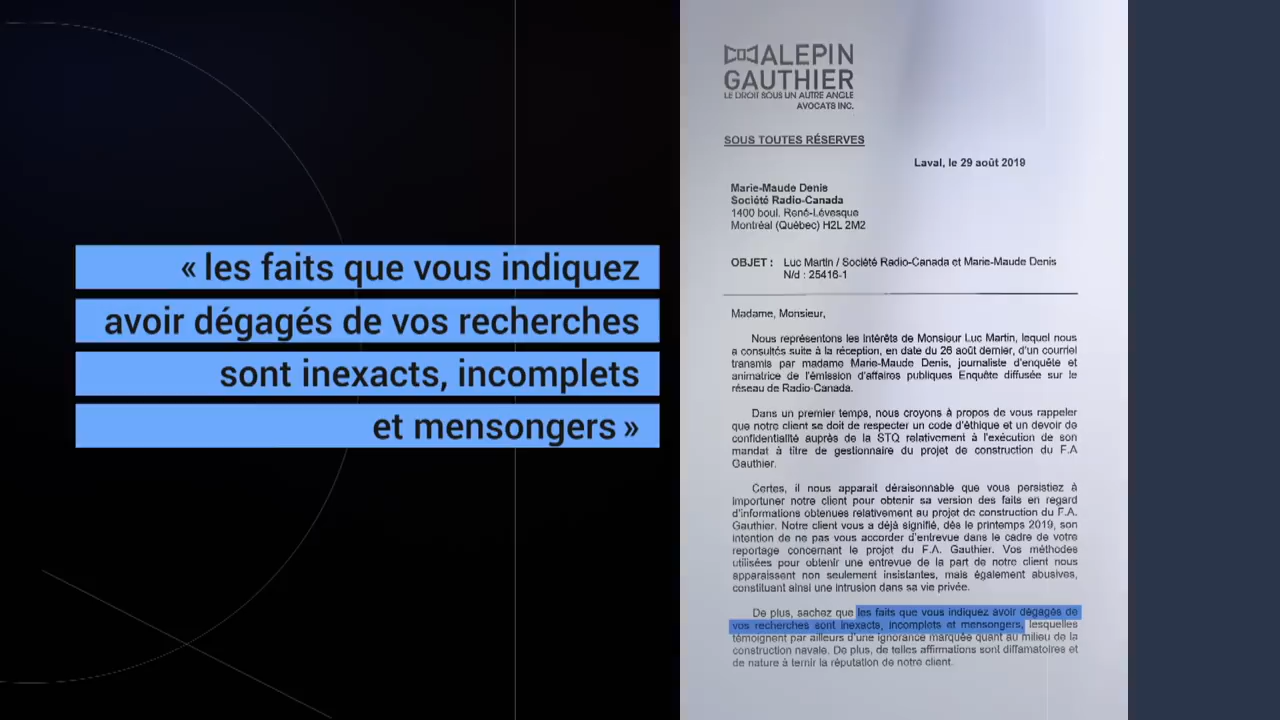 « les faits que vous indiquez
avoir dégagés de vos recherches
sont inexacts, incomplets
et mensongers »
ALEPIN
GAUTHIER
LE DROIT SOUS UN AUTRE ANGLE
AVOCATS INC.
SOUS TOUTES RÉSERVES
Laval, le 29 août 2019
Marie-Maude Denis
Société Radio-Canada
1400 boul. René-Lévesque
Montréal (Québec) H2L 2M2
OBJET : Luc Martin / Société Radio-Canada et Marie-Maude Denis
N/d : 25416-1
Madame, Monsieur,
Nous représentons les intérêts de Monsieur Luc Martin, lequel nous
a consultés suite à la réception, en date du 26 août dernier, d'un courriel
transmis par madame Marie-Maude Denis, journaliste d'enquête et
animatrice de l'émission d'affaires publiques Enquête diffusée sur le
réseau de Radio-Canada.
Dans un premier temps, nous croyons à propos de vous rappeler
que notre client se doit de respecter un code d'éthique et un devoir de
confidentialité auprès de la STQ relativement à l'exécution de son
mandat à titre de gestionnaire du projet de construction du F.A
Gauthier.
Certes, il nous apparait déraisonnable que vous persistiez à
importuner notre client pour obtenir sa version des faits en regard
d'informations obtenues relativement au projet de construction du F.A.
Gauthier. Notre client vous a déjà signifié, dès le printemps 2019, son
intention de ne pas vous accorder d'entrevue dans le cadre de votre
reportage concernant le projet du F.A. Gauthier. Vos méthodes
utilisées pour obtenir une entrevue de la part de notre client nous
apparaissent non seulement insistantes, mais également abusives,
constituant ainsi une intrusion dans sa vie privée.
De plus, sachez que les faits que vous indiquez avoir dégagés de
vos recherches sont inexacts, incomplets et mensongers, lesquelles
témoignent par ailleurs d'une ignorance marquée quant au milieu de la
construction navale. De plus, de telles affirmations sont diffamatoires et
de nature à ternir la réputation de notre client.